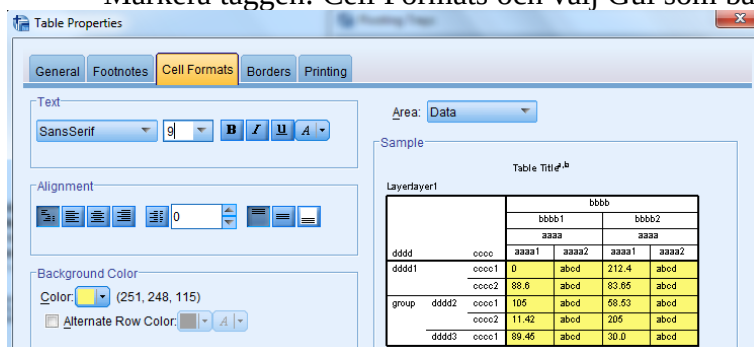 Markera taggen: Cell Formats och välj Gul som ba
Table Properties
General Footnotes Cell Formats Borders Printing
Text
SansSerif 9 B I U A
Area: Data
Sample
Table Titleª,b
Layerlayer1
Alignment
0
bbbb
bbbb1 bbbb2
aaaa aaaa
dddd cccc aaaa1 aaaa2 aaaa1 aaaa2
dddd1 cccc1 0 abcd 212.4 abcd
cccc2 88.6 abcd 83.65 abcd
group dddd2 cccc1 105 abcd 58.53 abcd
cccc2 11.42 abcd 205 abcd
dddd3 cccc1 89.45 abcd 30.0 abcd
Background Color
Color: (251, 248, 115)
Alternate Row Color: A